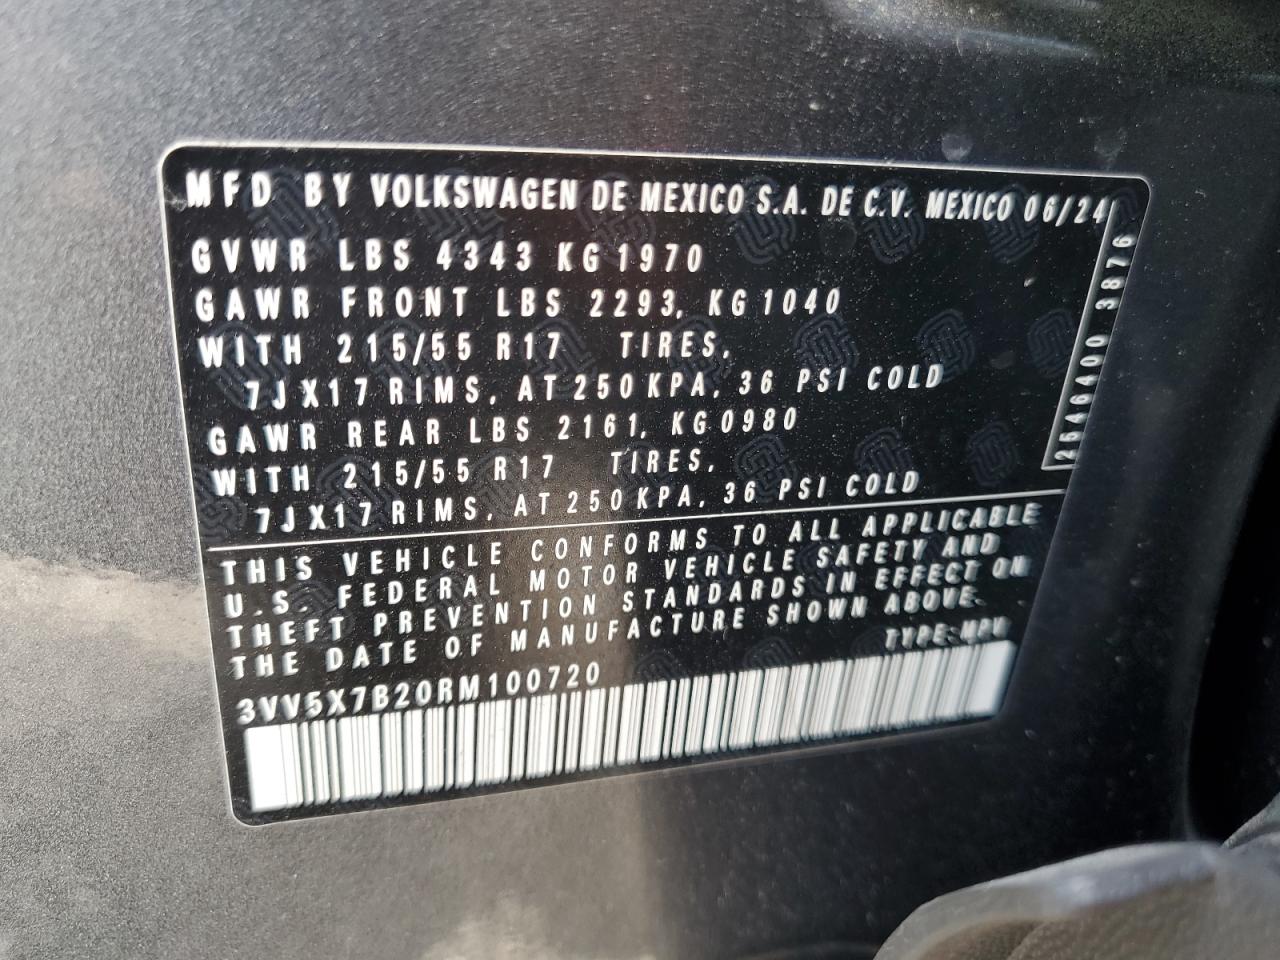 MFD BY VOLKSWAGEN DE MEXICO S.A. DE C.V. MEXICO 06/24
GVWR LBS 4343 KG 1970
GAWR FRONT LBS 2293, KG 1040
WITH 215/55 R17 TIRES,
7JX17 RIMS, AT 250 KPA, 36 PSI COLD
GAWR REAR LBS 2161, KG 0980
WITH 215/55 R17 TIRES,
7JX17 RIMS, AT 250 KPA, 36 PSI COLD
2546400 3876
THIS VEHICLE CONFORMS TO ALL APPLICABLE
U.S. FEDERAL MOTOR VEHICLE SAFETY AND
THEFT PREVENTION STANDARDS IN EFFECT ON
THE DATE OF MANUFACTURE SHOWN ABOVE.
TYPE:MPV
3VV5X7B20RM100720